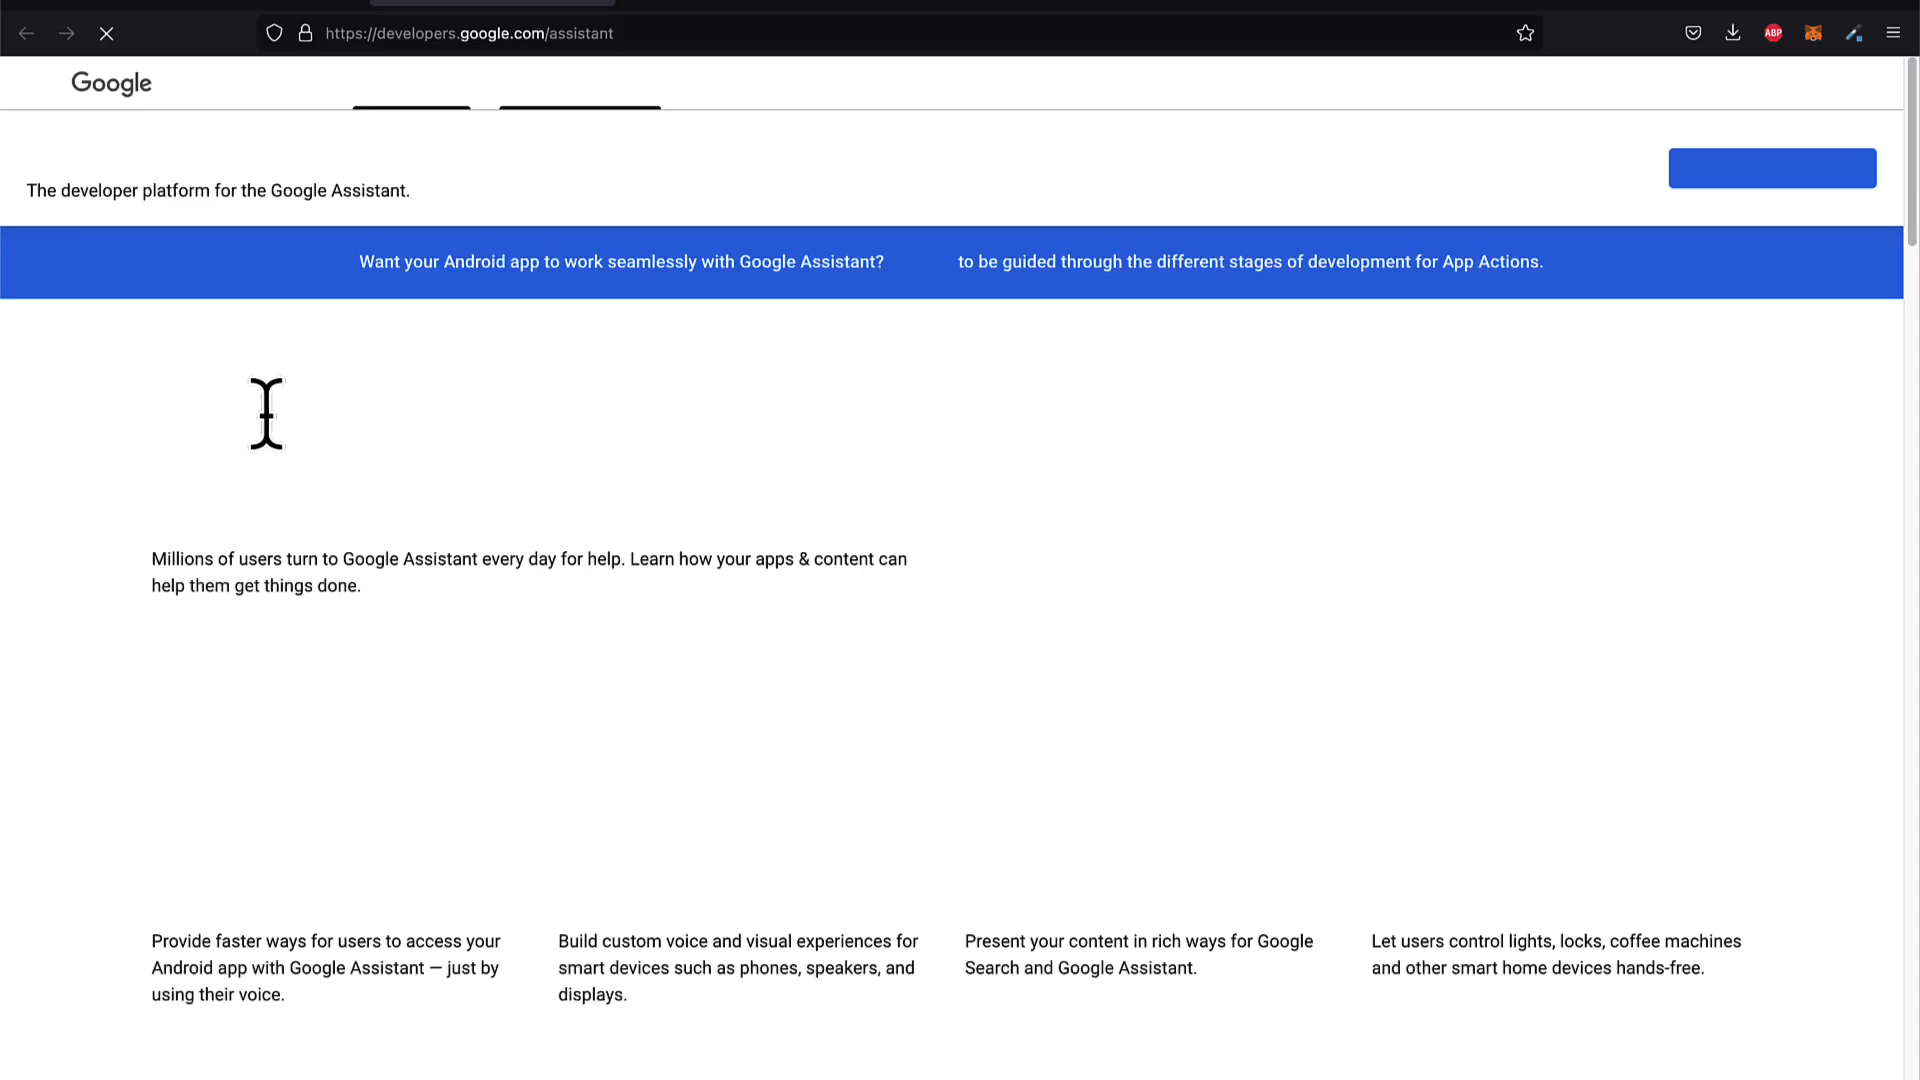 https://developers.google.com/assistant
ABP
Google
The developer platform for the Google Assistant.
Want your Android app to work seamlessly with Google Assistant? to be guided through the different stages of development for App Actions.
Millions of users turn to Google Assistant every day for help. Learn how your apps & content can
help them get things done.
Provide faster ways for users to access your
Android app with Google Assistant — just by
using their voice.
Build custom voice and visual experiences for
smart devices such as phones, speakers, and
displays.
Present your content in rich ways for Google
Search and Google Assistant.
Let users control lights, locks, coffee machines
and other smart home devices hands-free.